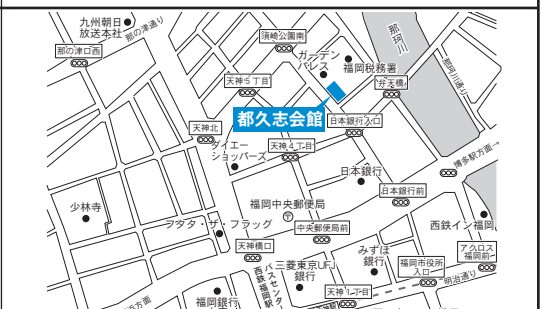 九州朝日
放送本社
那の津通り
那の津口西
須崎公園南
ガーデン
パレス
福岡税務署
那珂川
那珂川通り
天神5丁目
弁天橋
都久志会館
日本銀行入口
天神北
ダイエー
ショッパーズ
天神4丁目
博多駅方面→
日本銀行
日本銀行前
少林寺
福岡中央郵便局
〒
フタタ・ザ・フラッグ
中央郵便局前
西鉄イン福岡
天神橋口
みずほ
銀行
アクロス
福岡前
三菱東京UFJ
銀行
福岡市役所
入口
明治通り
バスセンター
西鉄福岡駅
福岡銀行
天神1丁目